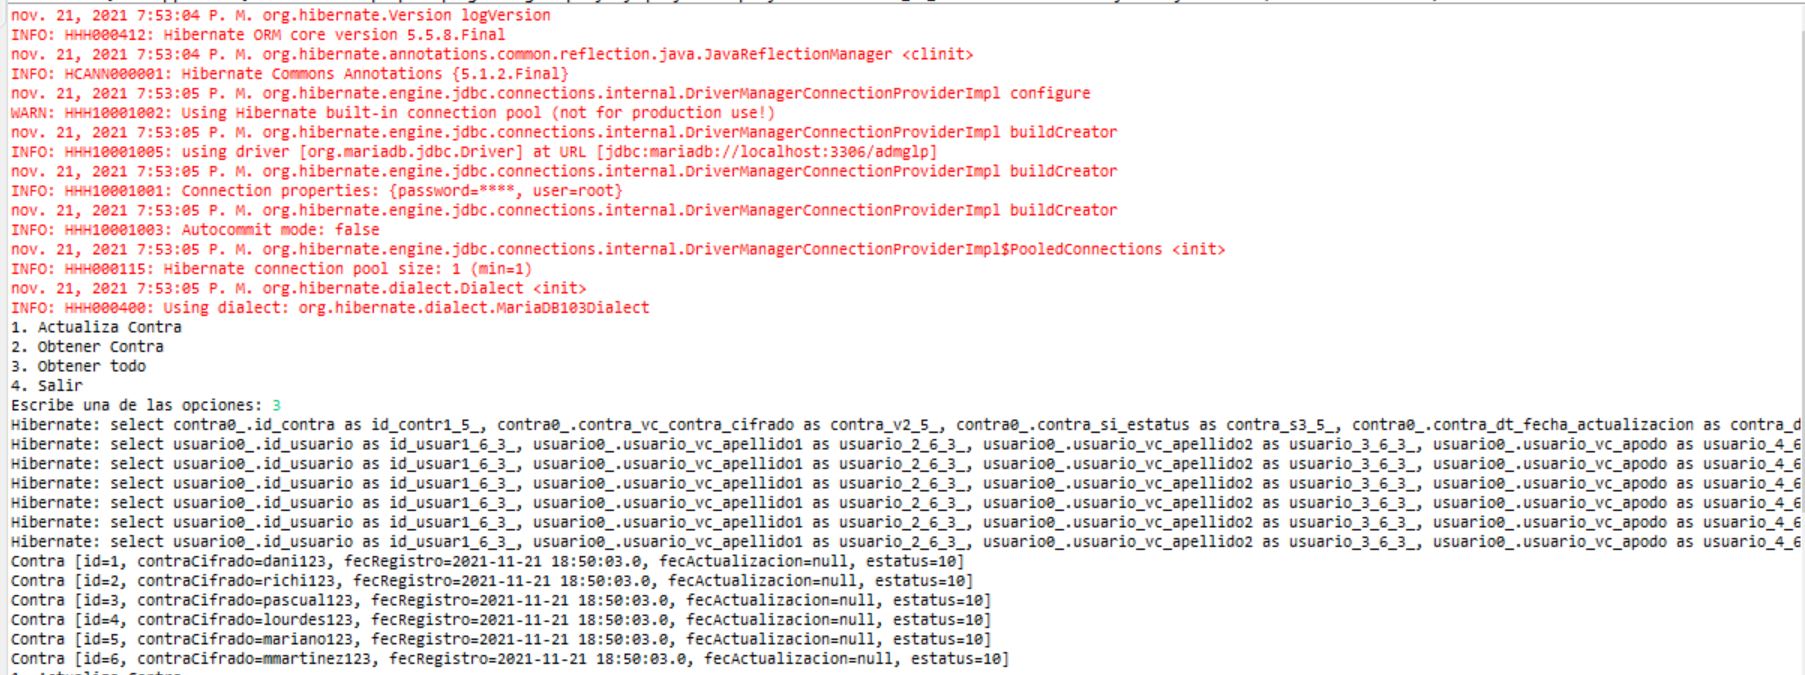 nov. 21, 2021 7:53:04 P. M. org.hibernate.Version logVersion
INFO: HHH000412: Hibernate ORM core version 5.5.8.Final
nov. 21, 2021 7:53:04 P. M. org.hibernate.annotations.common.reflection.java.JavaReflectionManager <clinit>
INFO: HCANN000001: Hibernate Commons Annotations {5.1.2.Final}
nov. 21, 2021 7:53:05 P. M. org.hibernate.engine.jdbc.connections.internal.DriverManagerConnectionProviderImpl configure
WARN: HHH10001002: Using Hibernate built-in connection pool (not for production use!)
nov. 21, 2021 7:53:05 P. M. org.hibernate.engine.jdbc.connections.internal.DriverManagerConnectionProviderImpl buildCreator
INFO: HHH10001005: using driver [org.mariadb.jdbc.Driver] at URL [jdbc:mariadb://localhost:3306/admglp]
nov. 21, 2021 7:53:05 P. M. org.hibernate.engine.jdbc.connections.internal.DriverManagerConnectionProviderImpl buildCreator
INFO: HHH10001001: Connection properties: {password=****, user=root}
nov. 21, 2021 7:53:05 P. M. org.hibernate.engine.jdbc.connections.internal.DriverManagerConnectionProviderImpl buildCreator
INFO: HHH10001003: Autocommit mode: false
nov. 21, 2021 7:53:05 P. M. org.hibernate.engine.jdbc.connections.internal.DriverManagerConnectionProviderImpl$PooledConnections <init>
INFO: HHH000115: Hibernate connection pool size: 1 (min=1)
nov. 21, 2021 7:53:05 P. M. org.hibernate.dialect.Dialect <init>
INFO: HHH000400: Using dialect: org.hibernate.dialect.MariaDB103Dialect
1. Actualiza Contra
2. Obtener Contra
3. Obtener todo
4. Salir
Escribe una de las opciones: 3
Hibernate: select contra0_.id_contra as id_contr1_5_, contra0_.contra_vc_contra_cifrado as contra_v2_5_, contra0_.contra_si_estatus as contra_s3_5_, contra0_.contra_dt_fecha_actualizacion as contra_d
Hibernate: select usuario0_.id_usuario as id_usuar1_6_3_, usuario0_.usuario_vc_apellido1 as usuario_2_6_3_, usuario0_.usuario_vc_apellido2 as usuario_3_6_3_, usuario0_.usuario_vc_apodo as usuario_4_6
Hibernate: select usuario0_.id_usuario as id_usuar1_6_3_, usuario0_.usuario_vc_apellido1 as usuario_2_6_3_, usuario0_.usuario_vc_apellido2 as usuario_3_6_3_, usuario0_.usuario_vc_apodo as usuario_4_6
Hibernate: select usuario0_.id_usuario as id_usuar1_6_3_, usuario0_.usuario_vc_apellido1 as usuario_2_6_3_, usuario0_.usuario_vc_apellido2 as usuario_3_6_3_, usuario0_.usuario_vc_apodo as usuario_4_6
Hibernate: select usuario0_.id_usuario as id_usuar1_6_3_, usuario0_.usuario_vc_apellido1 as usuario_2_6_3_, usuario0_.usuario_vc_apellido2 as usuario_3_6_3_, usuario0_.usuario_vc_apodo as usuario_4_6
Hibernate: select usuario0_.id_usuario as id_usuar1_6_3_, usuario0_.usuario_vc_apellido1 as usuario_2_6_3_, usuario0_.usuario_vc_apellido2 as usuario_3_6_3_, usuario0_.usuario_vc_apodo as usuario_4_6
Hibernate: select usuario0_.id_usuario as id_usuar1_6_3_, usuario0_.usuario_vc_apellido1 as usuario_2_6_3_, usuario0_.usuario_vc_apellido2 as usuario_3_6_3_, usuario0_.usuario_vc_apodo as usuario_4_6
Contra [id=1, contraCifrado=dani123, fecRegistro=2021-11-21 18:50:03.0, fecActualizacion=null, estatus=10]
Contra [id=2, contraCifrado=richi123, fecRegistro=2021-11-21 18:50:03.0, fecActualizacion=null, estatus=10]
Contra [id=3, contraCifrado=pascual123, fecRegistro=2021-11-21 18:50:03.0, fecActualizacion=null, estatus=10]
Contra [id=4, contraCifrado=lourdes123, fecRegistro=2021-11-21 18:50:03.0, fecActualizacion=null, estatus=10]
Contra [id=5, contraCifrado=mariano123, fecRegistro=2021-11-21 18:50:03.0, fecActualizacion=null, estatus=10]
Contra [id=6, contraCifrado=mmartinez123, fecRegistro=2021-11-21 18:50:03.0, fecActualizacion=null, estatus=10]